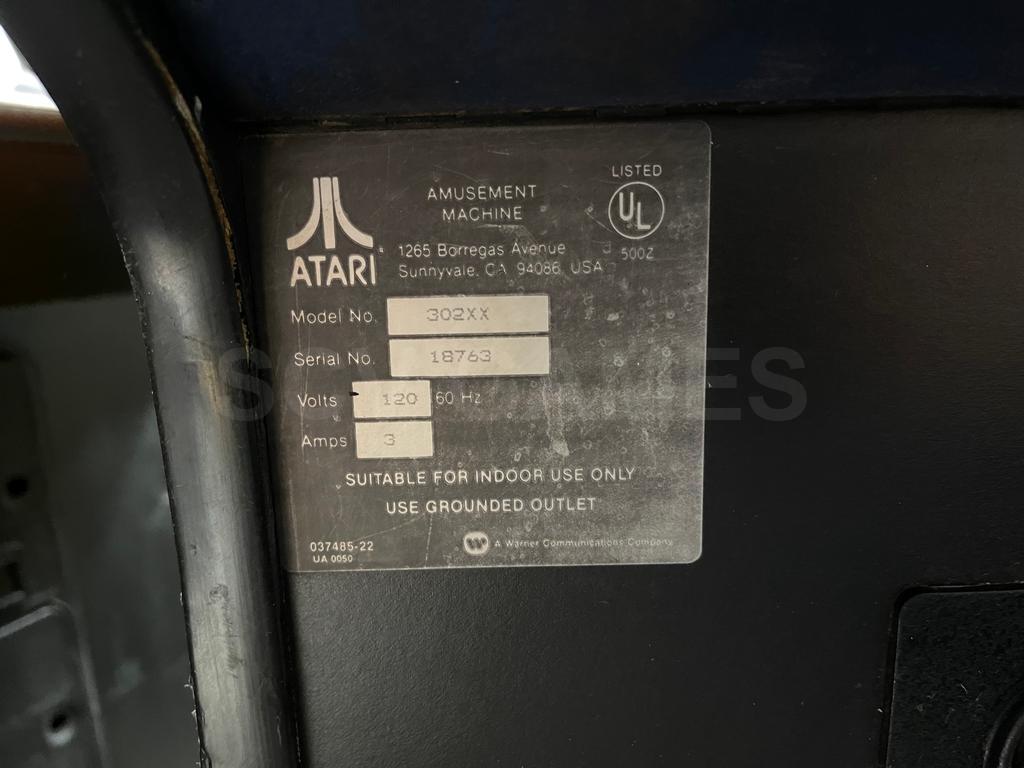 AMUSEMENT
MACHINE
LISTED
UL
500Z
ATARI
1265 Borregas Avenue
Sunnyvale, CA 94086 USA
Model No. 302XX
Serial No. 18763
Volts 120 60 Hz
Amps 3
SUITABLE FOR INDOOR USE ONLY
USE GROUNDED OUTLET
037485-22
UA 0050
A Warner Communications Company